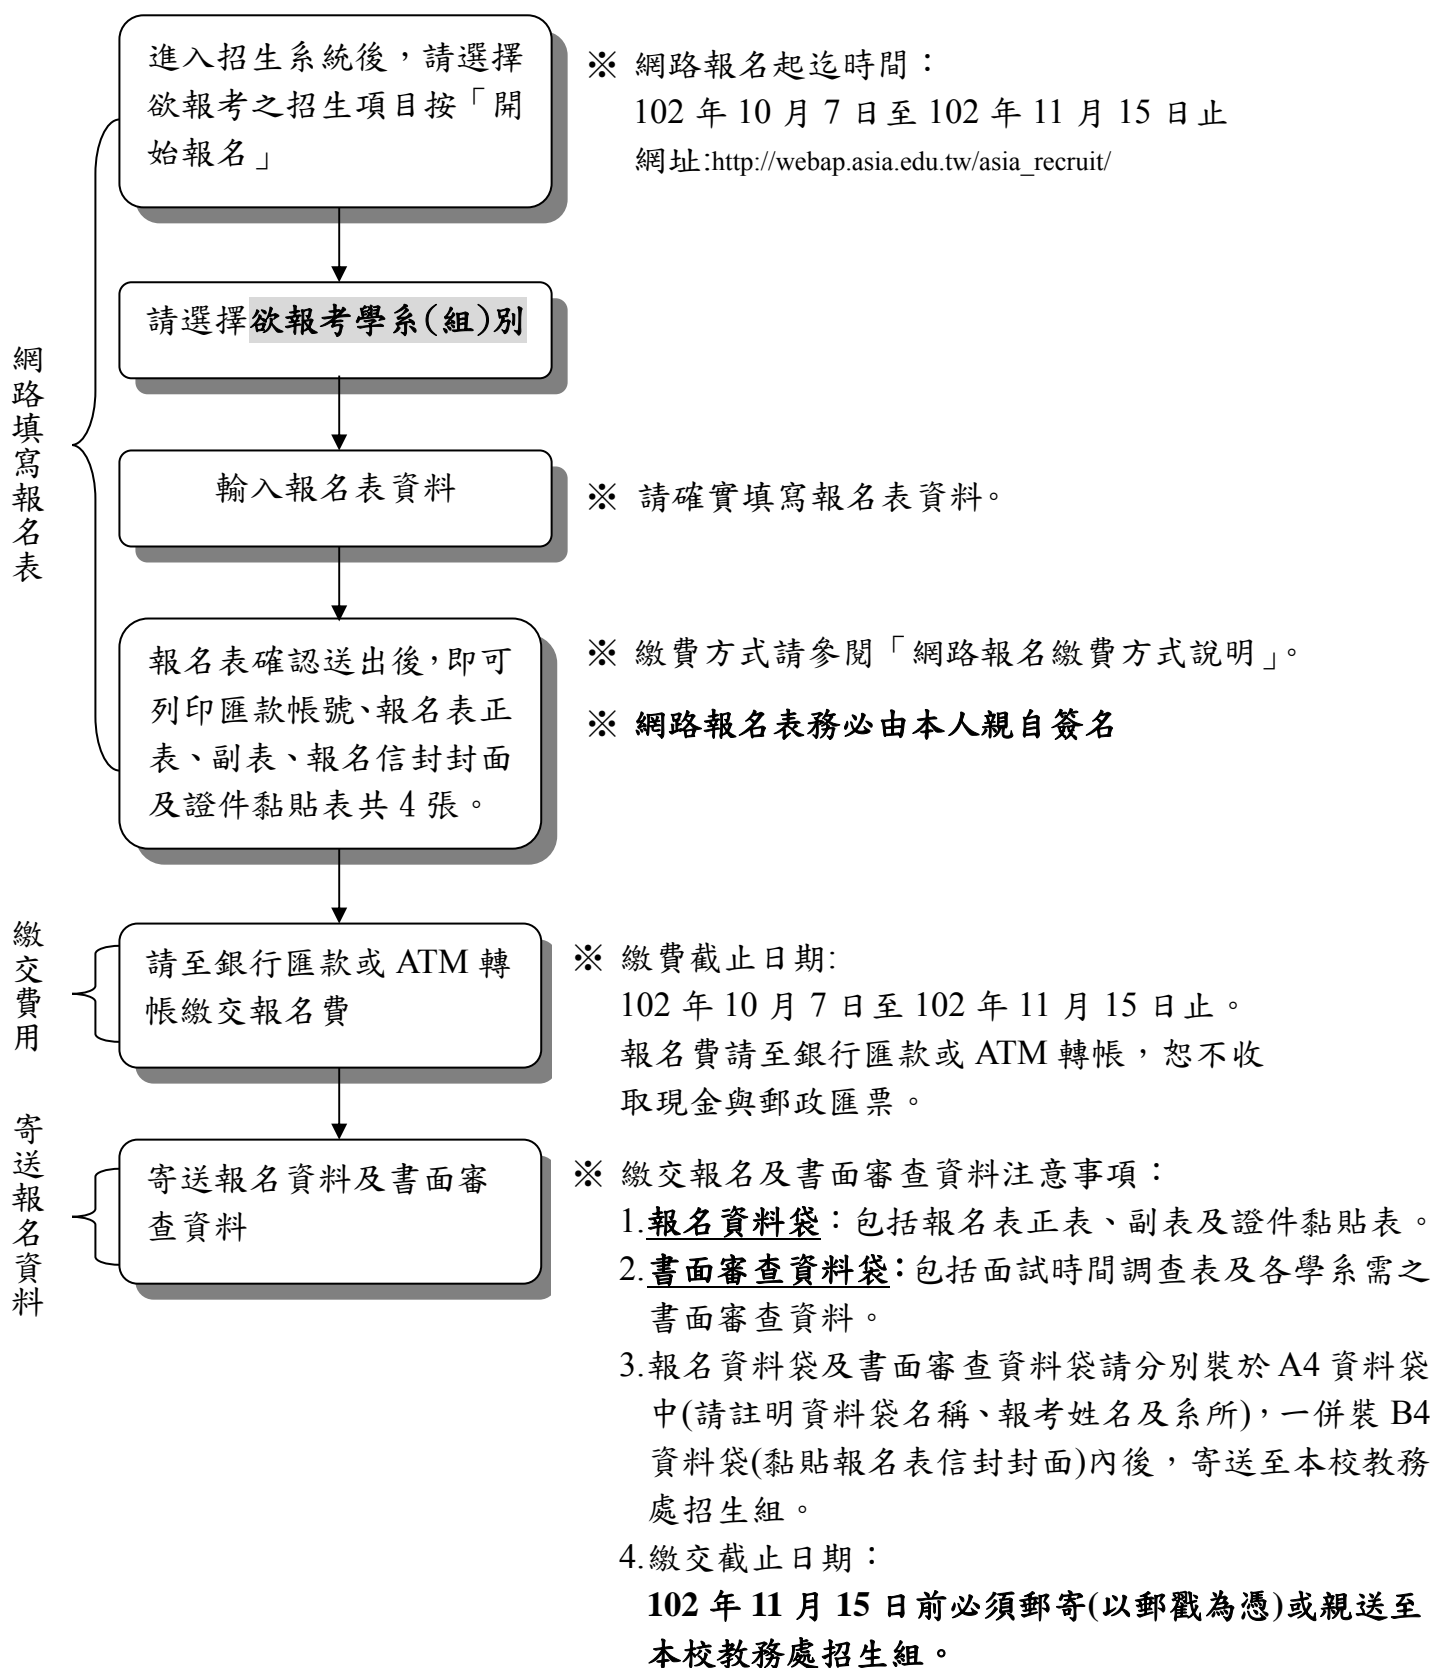 進入招生系統後，請選擇
欲報考之招生項目按「開
始報名」
※ 網路報名起迄時間：
102 年 10 月 7 日至 102 年 11 月 15 日止
網址:http://webap.asia.edu.tw/asia_recruit/
請選擇欲報考學系(組)別
網路填寫報名表
輸入報名表資料
※ 請確實填寫報名表資料。
報名表確認送出後，即可
列印匯款帳號、報名表正
表、副表、報名信封封面
及證件黏貼表共 4 張。
※ 繳費方式請參閱「網路報名繳費方式說明」。
※ 網路報名表務必由本人親自簽名
繳交費用
請至銀行匯款或 ATM 轉
帳繳交報名費
※ 繳費截止日期:
102 年 10 月 7 日至 102 年 11 月 15 日止。
報名費請至銀行匯款或 ATM 轉帳，恕不收
取現金與郵政匯票。
寄送報名資料
寄送報名資料及書面審
查資料
※ 繳交報名及書面審查資料注意事項：
1.報名資料袋：包括報名表正表、副表及證件黏貼表。
2.書面審查資料袋：包括面試時間調查表及各學系需之
書面審查資料。
3.報名資料袋及書面審查資料袋請分別裝於 A4 資料袋
中(請註明資料袋名稱、報考姓名及系所)，一併裝 B4
資料袋(黏貼報名表信封封面)內後，寄送至本校教務
處招生組。
4.繳交截止日期：
102 年 11 月 15 日前必須郵寄(以郵戳為憑)或親送至
本校教務處招生組。